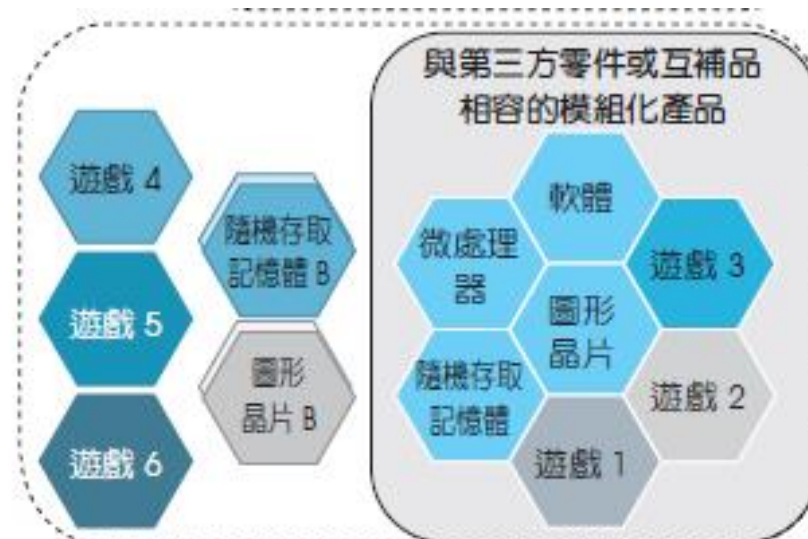 與第三方零件或互補品
相容的模組化產品
遊戲 4
遊戲 5
遊戲 6
隨機存取
記憶體 B
圖形
晶片 B
軟體
微處理
器
圖形
晶片
隨機存取
記憶體
遊戲 3
遊戲 2
遊戲 1